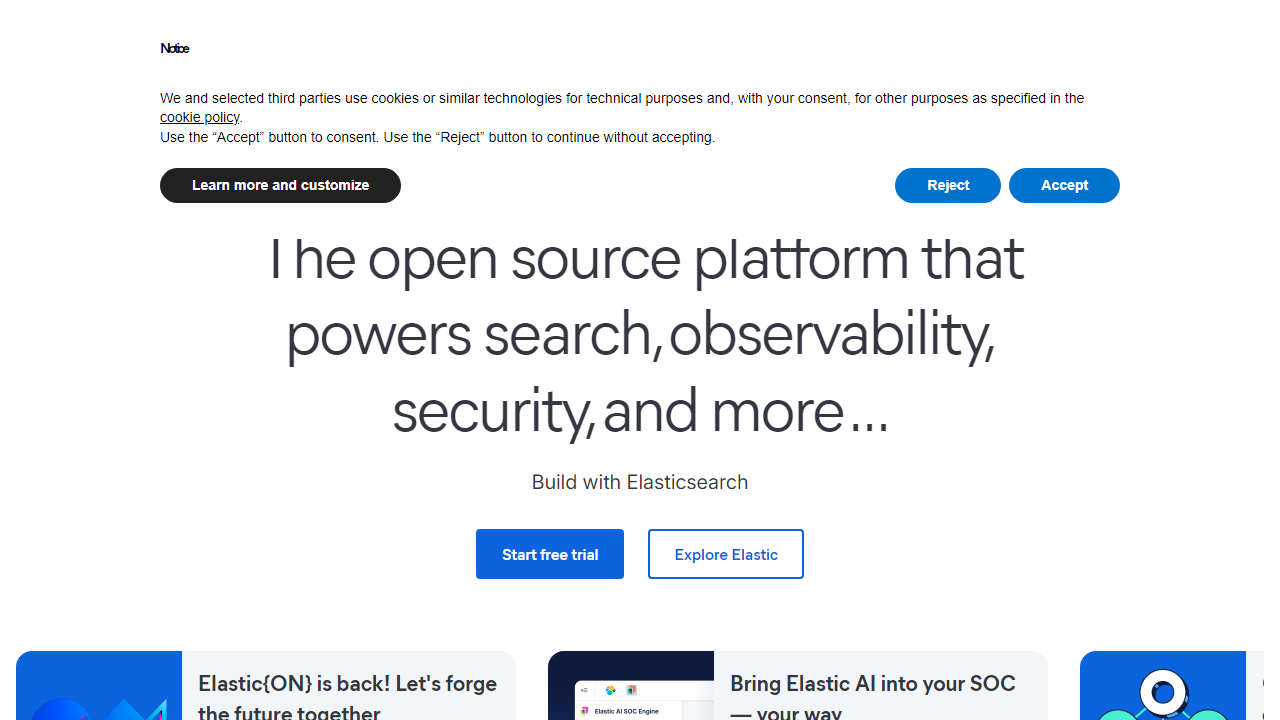 Notice
We and selected third parties use cookies or similar technologies for technical purposes and, with your consent, for other purposes as specified in the
cookie policy.
Use the “Accept” button to consent. Use the “Reject” button to continue without accepting.
Learn more and customize
Reject
Accept
The open source platform that
powers search, observability,
security, and more ...
Build with Elasticsearch
Start free trial
Explore Elastic
Elastic{ON} is back! Let's forge
the future together
Elastic AI SOC Engine
Bring Elastic AI into your SOC
— your way